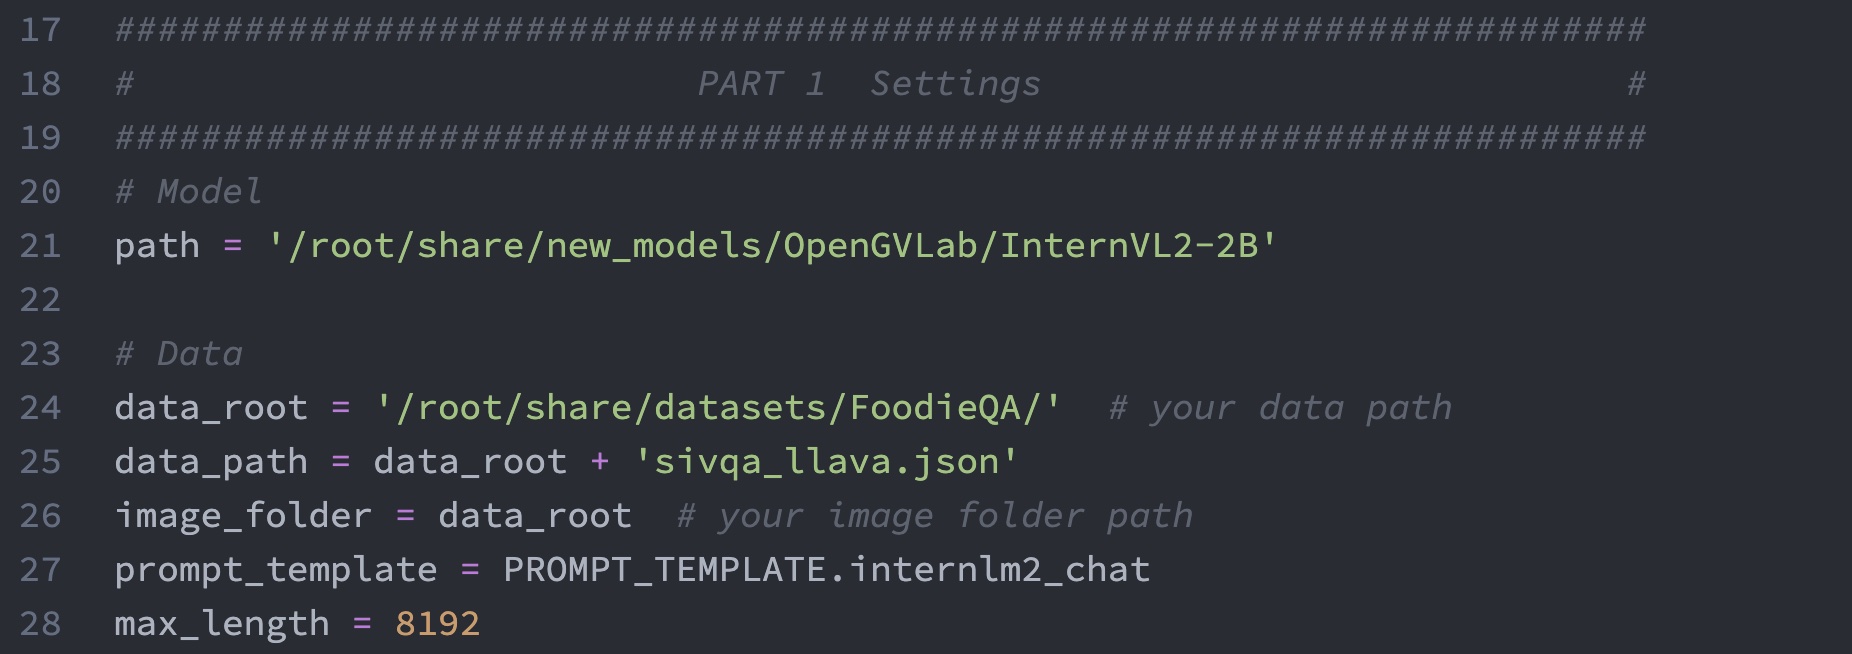 17 #######################################################################
18 #                          PART 1  Settings                           #
19 #######################################################################
20 # Model
21 path = '/root/share/new_models/OpenGVLab/InternVL2-2B'
22
23 # Data
24 data_root = '/root/share/datasets/FoodieQA/'  # your data path
25 data_path = data_root + 'sivqa_llava.json'
26 image_folder = data_root  # your image folder path
27 prompt_template = PROMPT_TEMPLATE.internlm2_chat
28 max_length = 8192